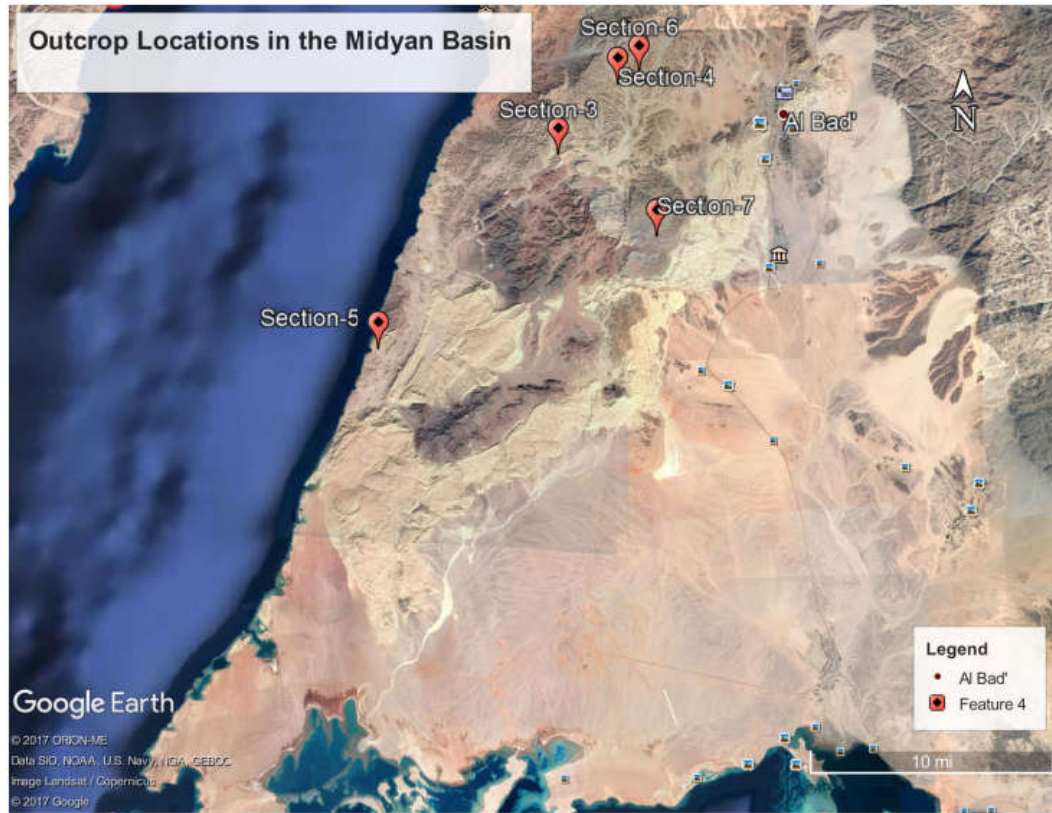 Outcrop Locations in the Midyan Basin
Section-6
Section-4
Section-3
Al Bad'
N
Section-7
Section-5
Legend
Al Bad'
Feature 4
Google Earth
© 2017 ORION-ME
Data SIO, NOAA, U.S. Navy, NGA, GEBCO
Image Landsat / Copernicus
© 2017 Google
10 mi